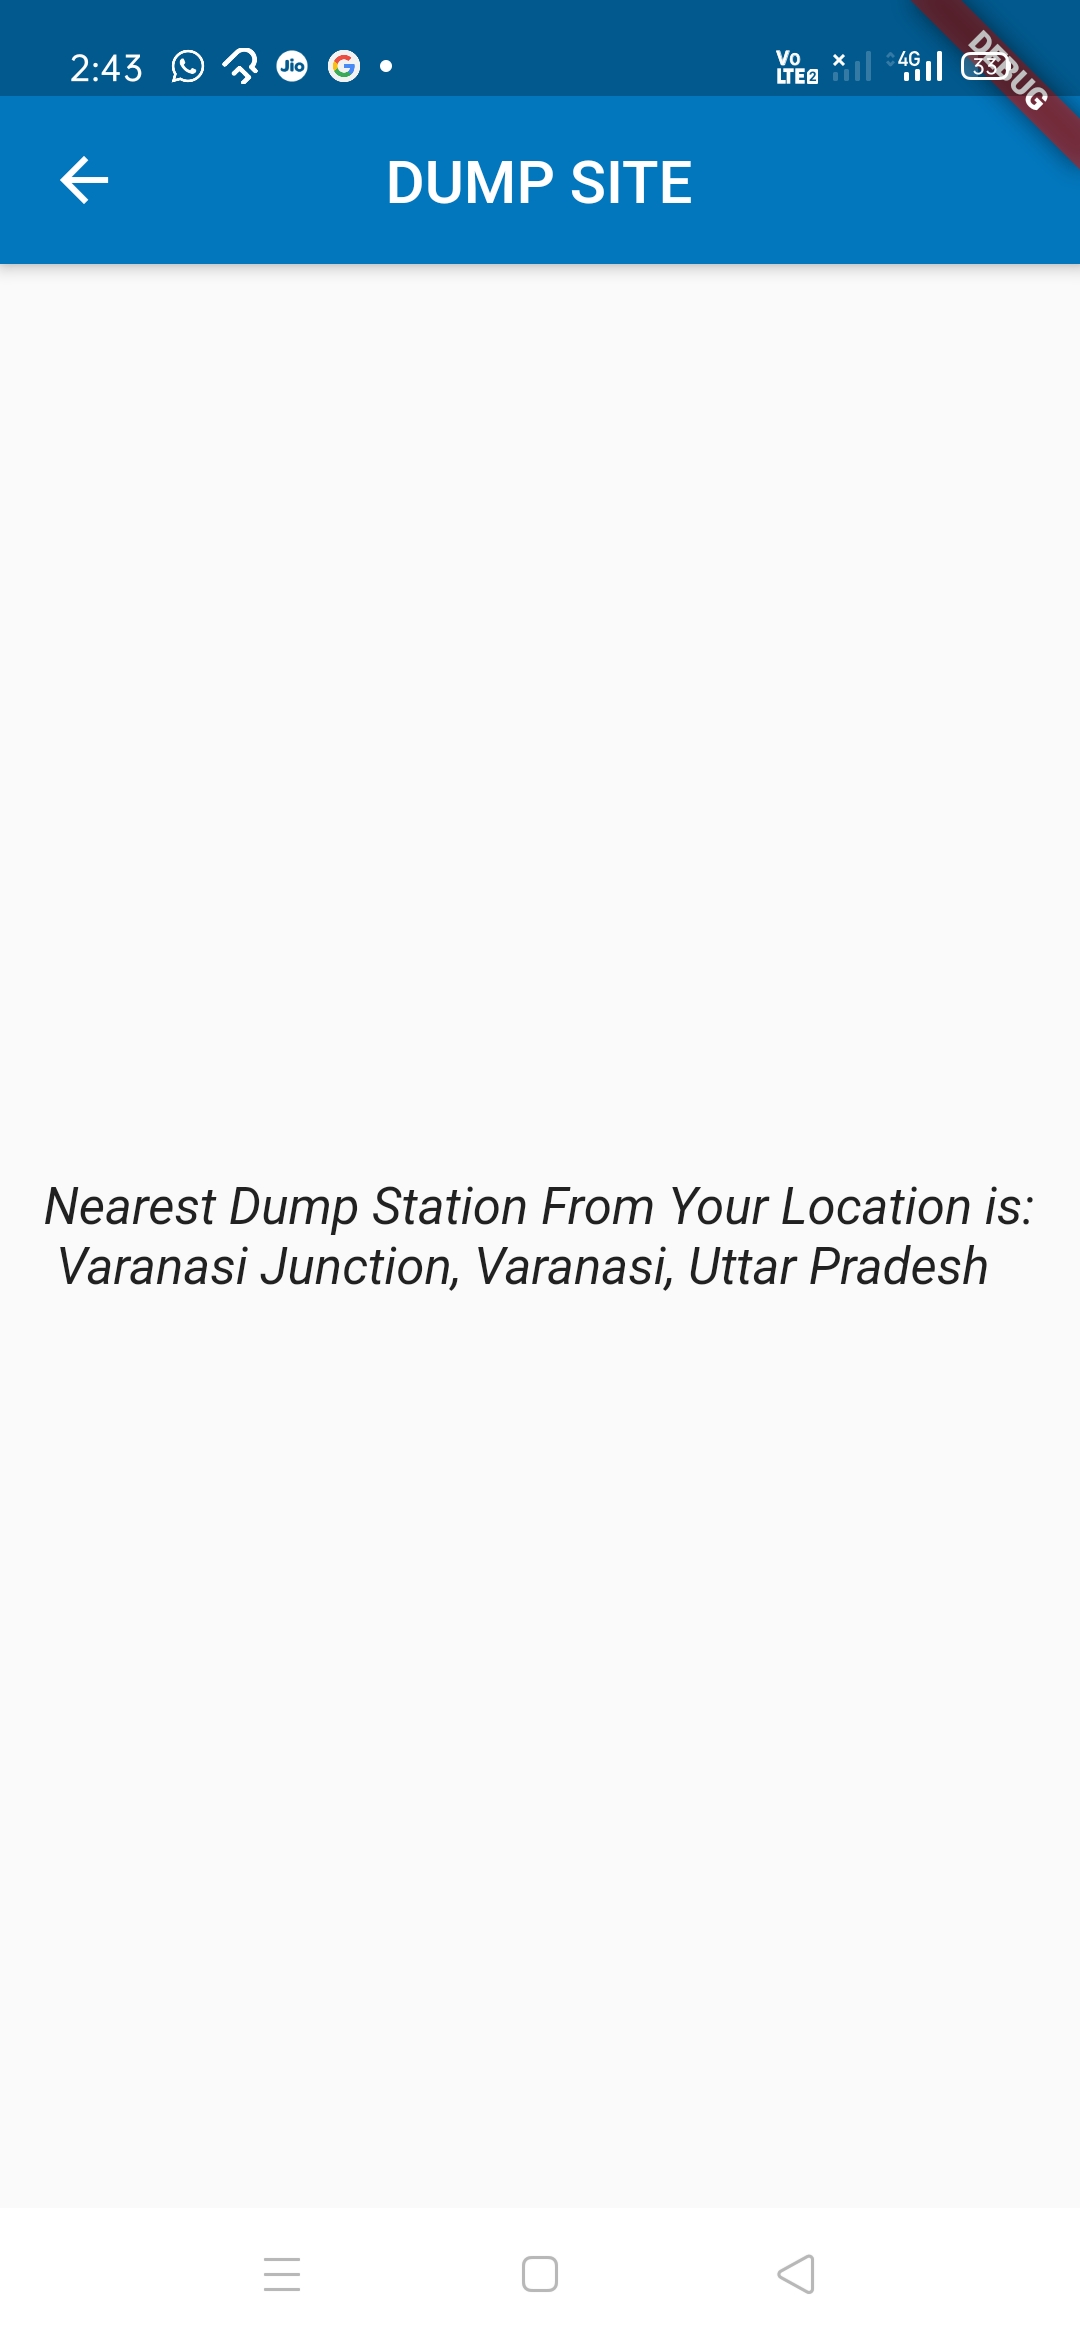 2:43 Jio G Vo LTE2 4G 33 DEBUG
DUMP SITE
Nearest Dump Station From Your Location is:
Varanasi Junction, Varanasi, Uttar Pradesh